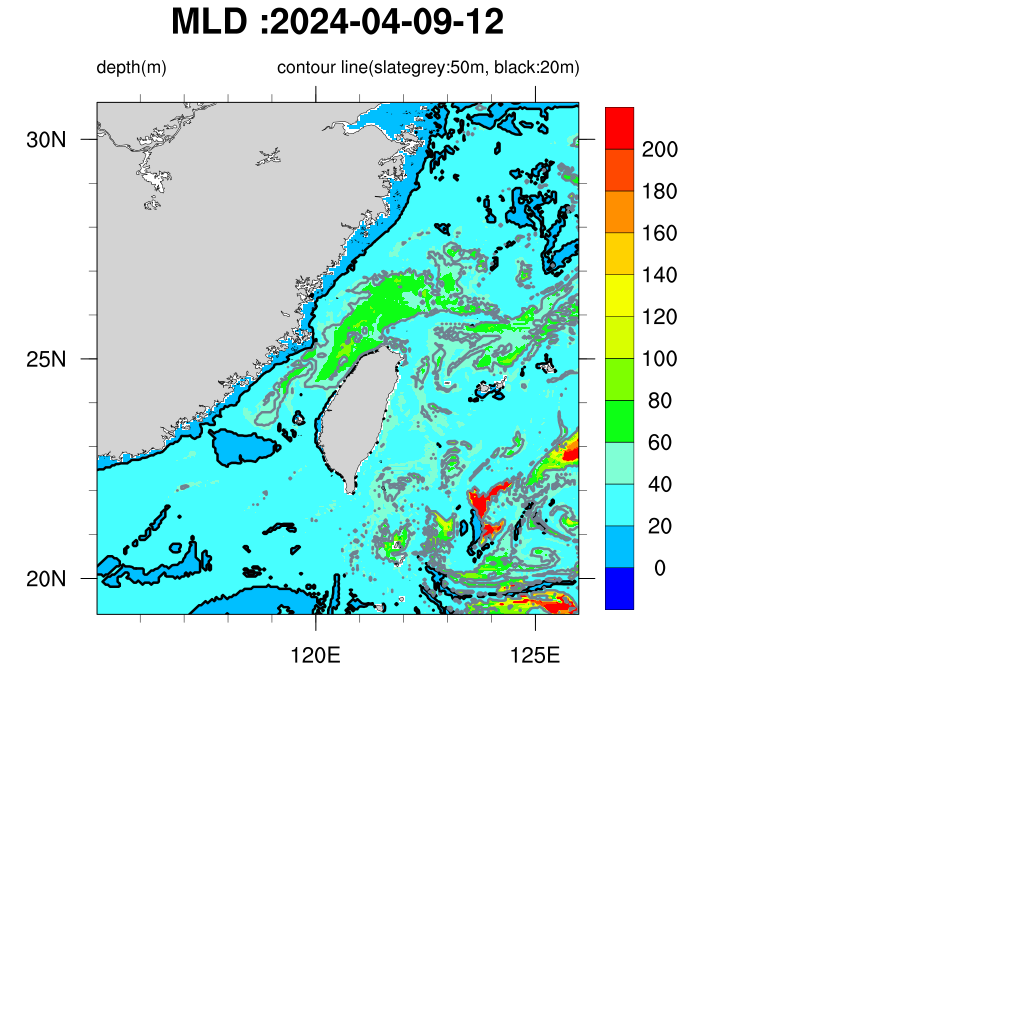 MLD :2024-04-09-12
depth(m)
contour line(slategrey:50m, black:20m)
30N
25N
20N
120E
125E
200
180
160
140
120
100
80
60
40
20
0